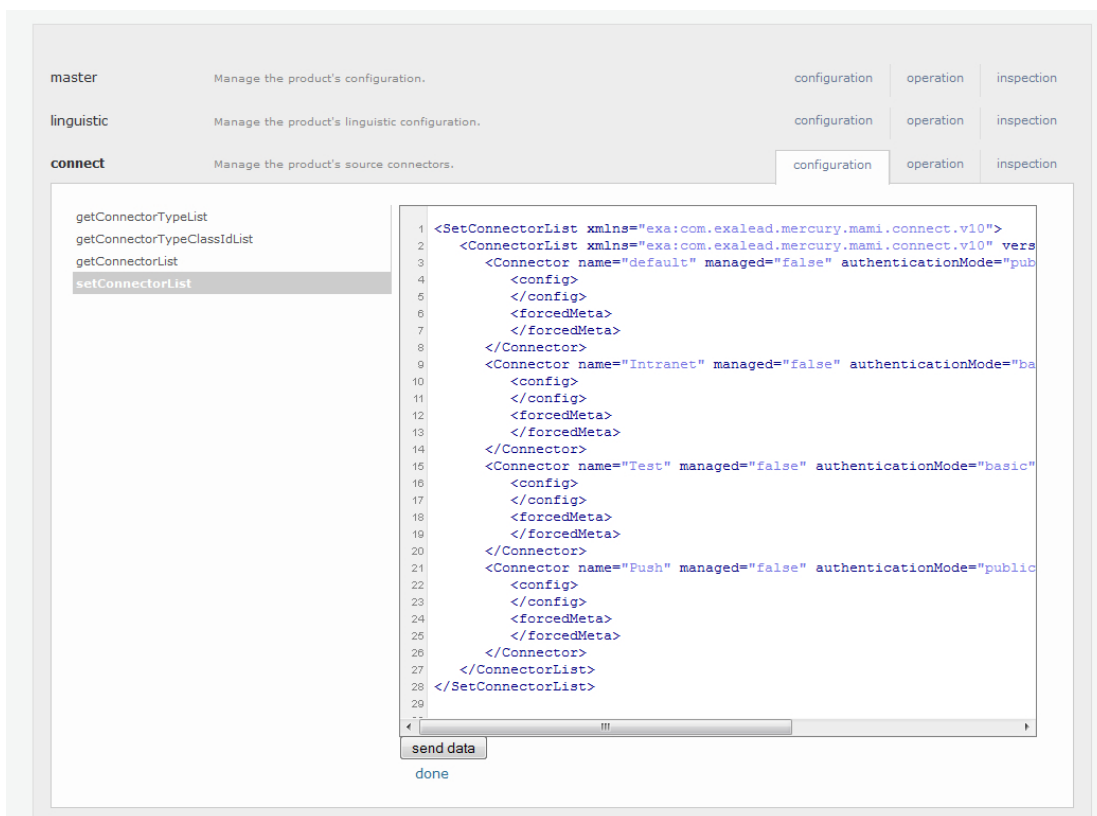 master Manage the product's configuration. configuration operation inspection
linguistic Manage the product's linguistic configuration. configuration operation inspection
connect Manage the product's source connectors. configuration operation inspection
getConnectorTypeList
getConnectorTypeClassIdList
getConnectorList
setConnectorList
1 <SetConnectorList xmlns="exa:com.exalead.mercury.mami.connect.v10">
2 <ConnectorList xmlns="exa:com.exalead.mercury.mami.connect.v10" vers
3 <Connector name="default" managed="false" authenticationMode="pub
4 <config>
5 </config>
6 <forcedMeta>
7 </forcedMeta>
8 </Connector>
9 <Connector name="Intranet" managed="false" authenticationMode="ba
10 <config>
11 </config>
12 <forcedMeta>
13 </forcedMeta>
14 </Connector>
15 <Connector name="Test" managed="false" authenticationMode="basic"
16 <config>
17 </config>
18 <forcedMeta>
19 </forcedMeta>
20 </Connector>
21 <Connector name="Push" managed="false" authenticationMode="public
22 <config>
23 </config>
24 <forcedMeta>
25 </forcedMeta>
26 </Connector>
27 </ConnectorList>
28 </SetConnectorList>
29
send data
done